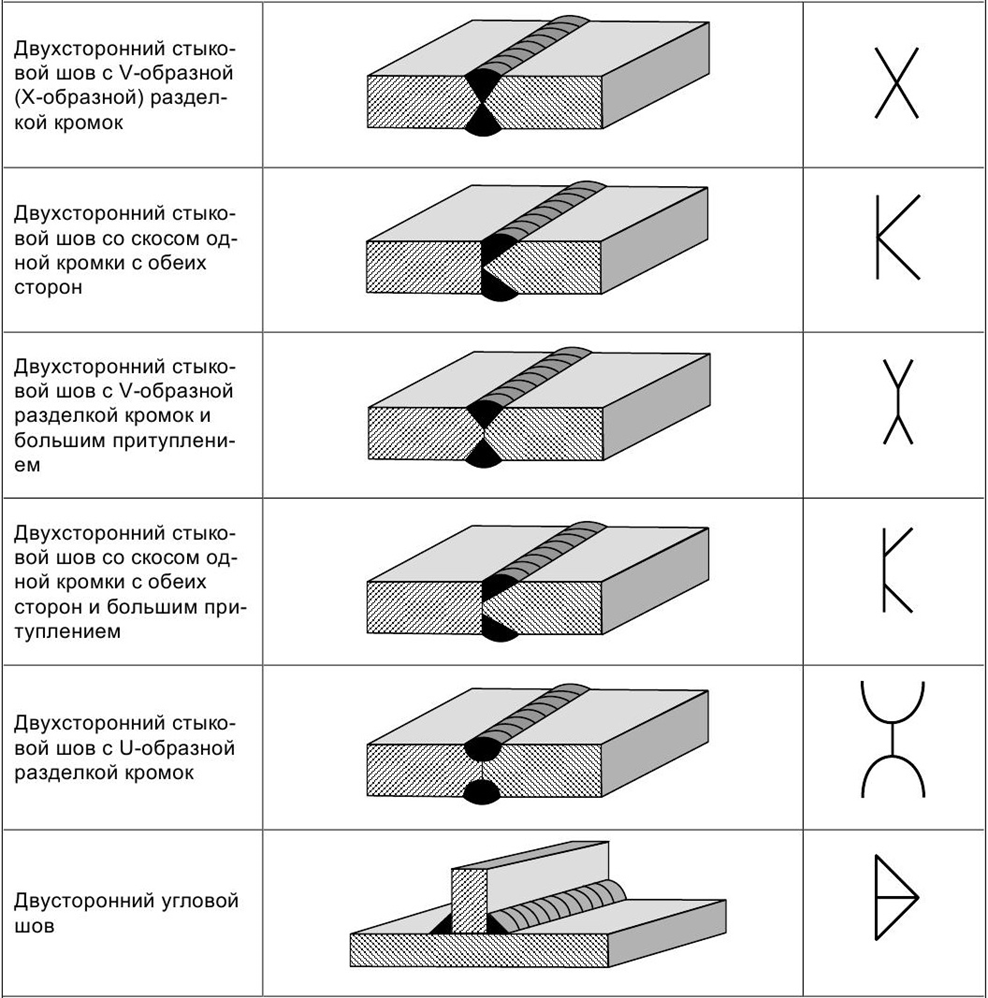 Двухсторонний стыко-
вой шов с V-образной
(X-образной) раздел-
кой кромок
Двухсторонний стыко-
вой шов со скосом од-
ной кромки с обеих
сторон
Двухсторонний стыко-
вой шов с V-образной
разделкой кромок и
большим притуплени-
ем
Двухсторонний стыко-
вой шов со скосом од-
ной кромки с обеих
сторон и большим при-
туплением
Двухсторонний стыко-
вой шов с U-образной
разделкой кромок
Двусторонний угловой
шов